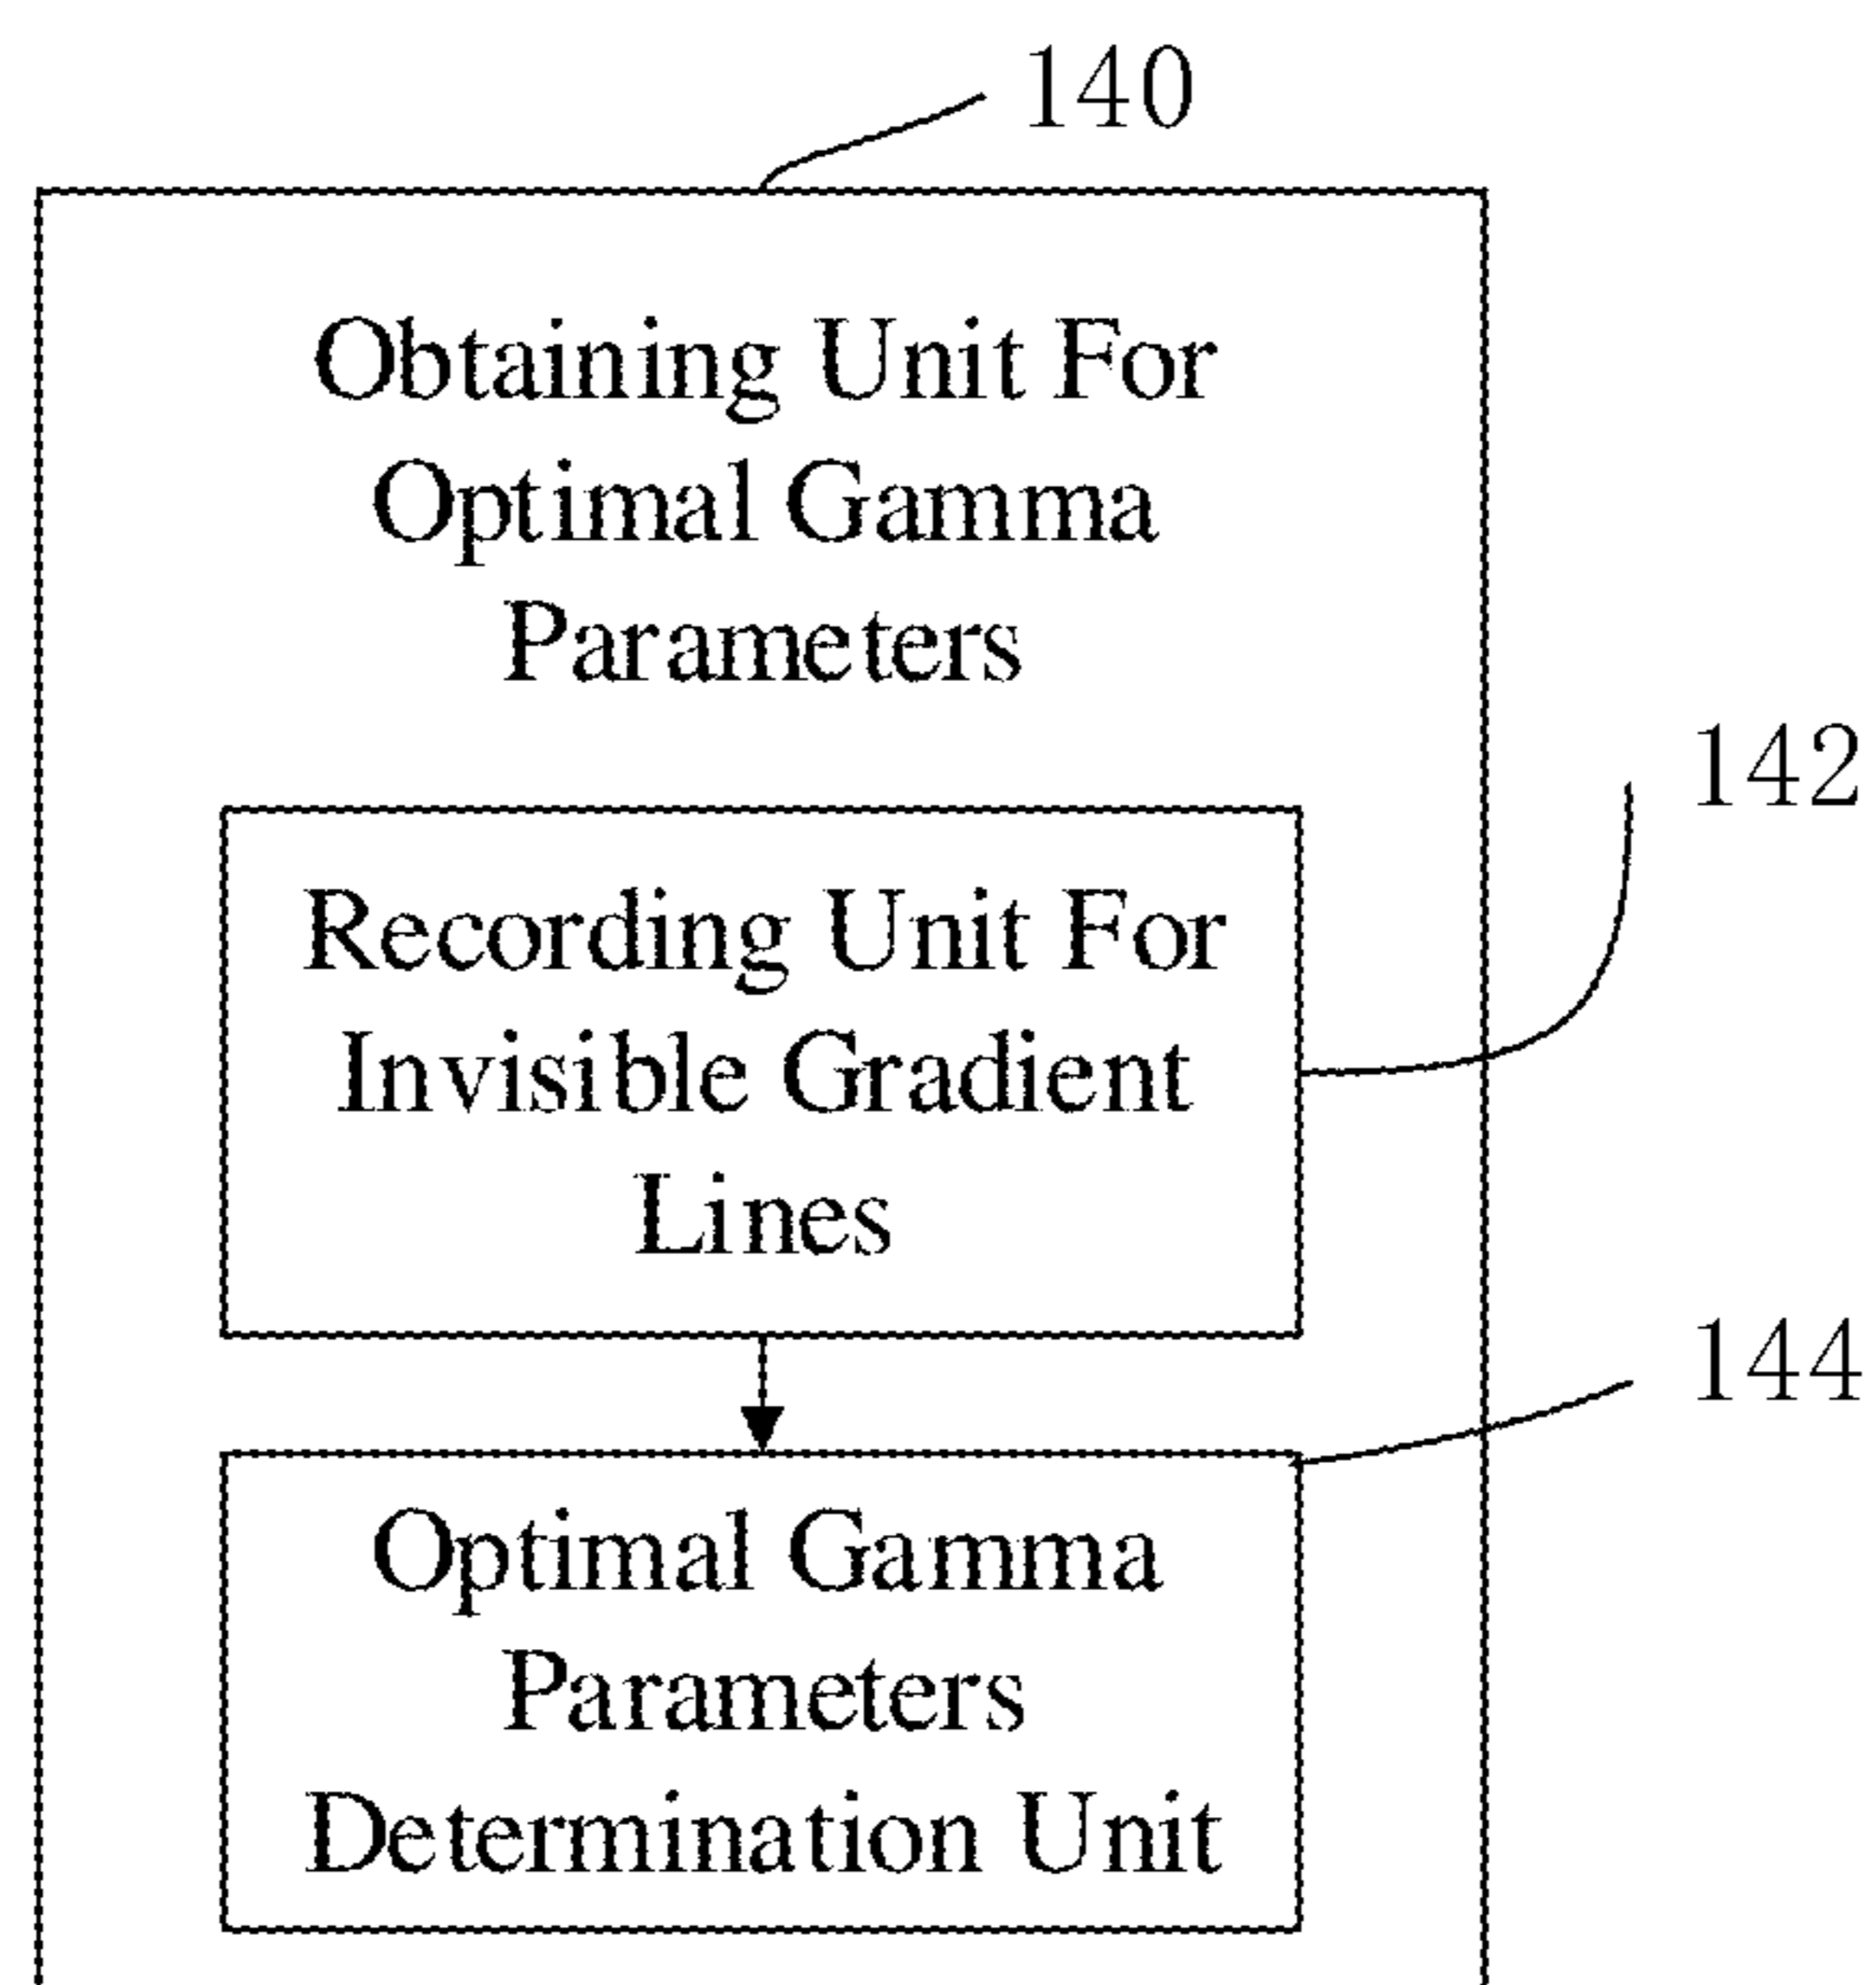 140
Obtaining Unit For
Optimal Gamma
Parameters
142
Recording Unit For
Invisible Gradient
Lines
144
Optimal Gamma
Parameters
Determination Unit